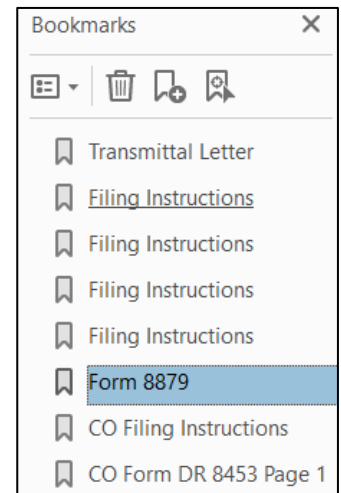 Bookmarks
Transmittal Letter
Filing Instructions
Filing Instructions
Filing Instructions
Filing Instructions
Form 8879
CO Filing Instructions
CO Form DR 8453 Page 1